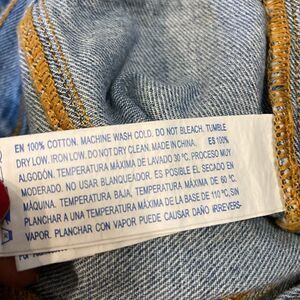 EN 100% COTTON. MACHINE WASH COLD. DO NOT BLEACH. TUMBLE
DRY LOW. IRON LOW. DO NOT DRY CLEAN. MADE IN CHINA. ES 100%
ALGODÓN. TEMPERATURA MÁXIMA DE LAVADO 30 ºC. PROCESO MUY
MODERADO. NO USAR BLANQUEADOR. ES POSIBLE EL SECADO EN
MÁQUINA. TEMPERATURA BAJA, TEMPERATURA MÁXIMA DE 60 ºC.
PLANCHAR A UNA TEMPERATURA MÁXIMA DE LA BASE DE 110 ºC, SIN
VAPOR. PLANCHAR CON VAPOR PUEDE CAUSAR DAÑO IRREVERS-